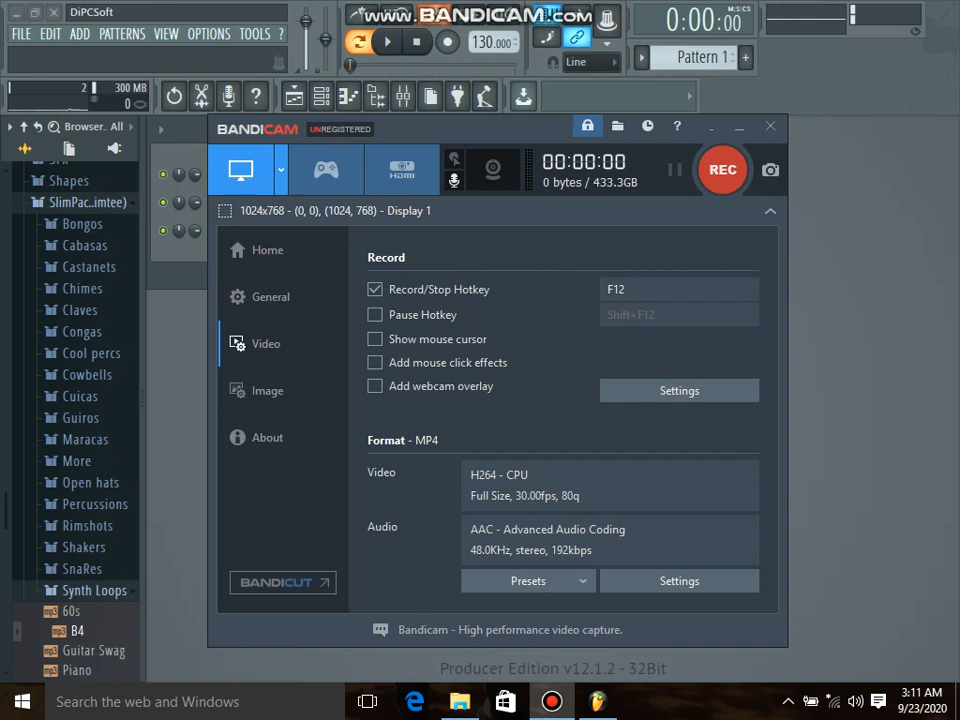 DiPCSoft
www.BANDICAM.com
0:00:00
M:S:CS
FILE EDIT ADD PATTERNS VIEW OPTIONS TOOLS ?
130.000
Line
Pattern 1
2
300 MB
0
Browser.. All
Shapes
SlimPac..imtee)
Bongos
Cabasas
Castanets
Chimes
Claves
Congas
Cool percs
Cowbells
Cuicas
Guiros
Maracas
More
Open hats
Percussions
Rimshots
Shakers
SnaRes
Synth Loops
mp3 60s
mp3 B4
mp3 Guitar Swag
mp3 Piano
BANDICAM UNREGISTERED
HDMI
00:00:00
0 bytes / 433.3GB
REC
1024x768 - (0, 0), (1024, 768) - Display 1
Home
General
Video
Image
About
BANDICUT
Record
Record/Stop Hotkey F12
Pause Hotkey Shift+F12
Show mouse cursor
Add mouse click effects
Add webcam overlay
Settings
Format - MP4
Video
H264 - CPU
Full Size, 30.00fps, 80q
Audio
AAC - Advanced Audio Coding
48.0KHz, stereo, 192kbps
Presets
Settings
Bandicam - High performance video capture.
Producer Edition v12.1.2 - 32Bit
Search the web and Windows
3:11 AM
9/23/2020